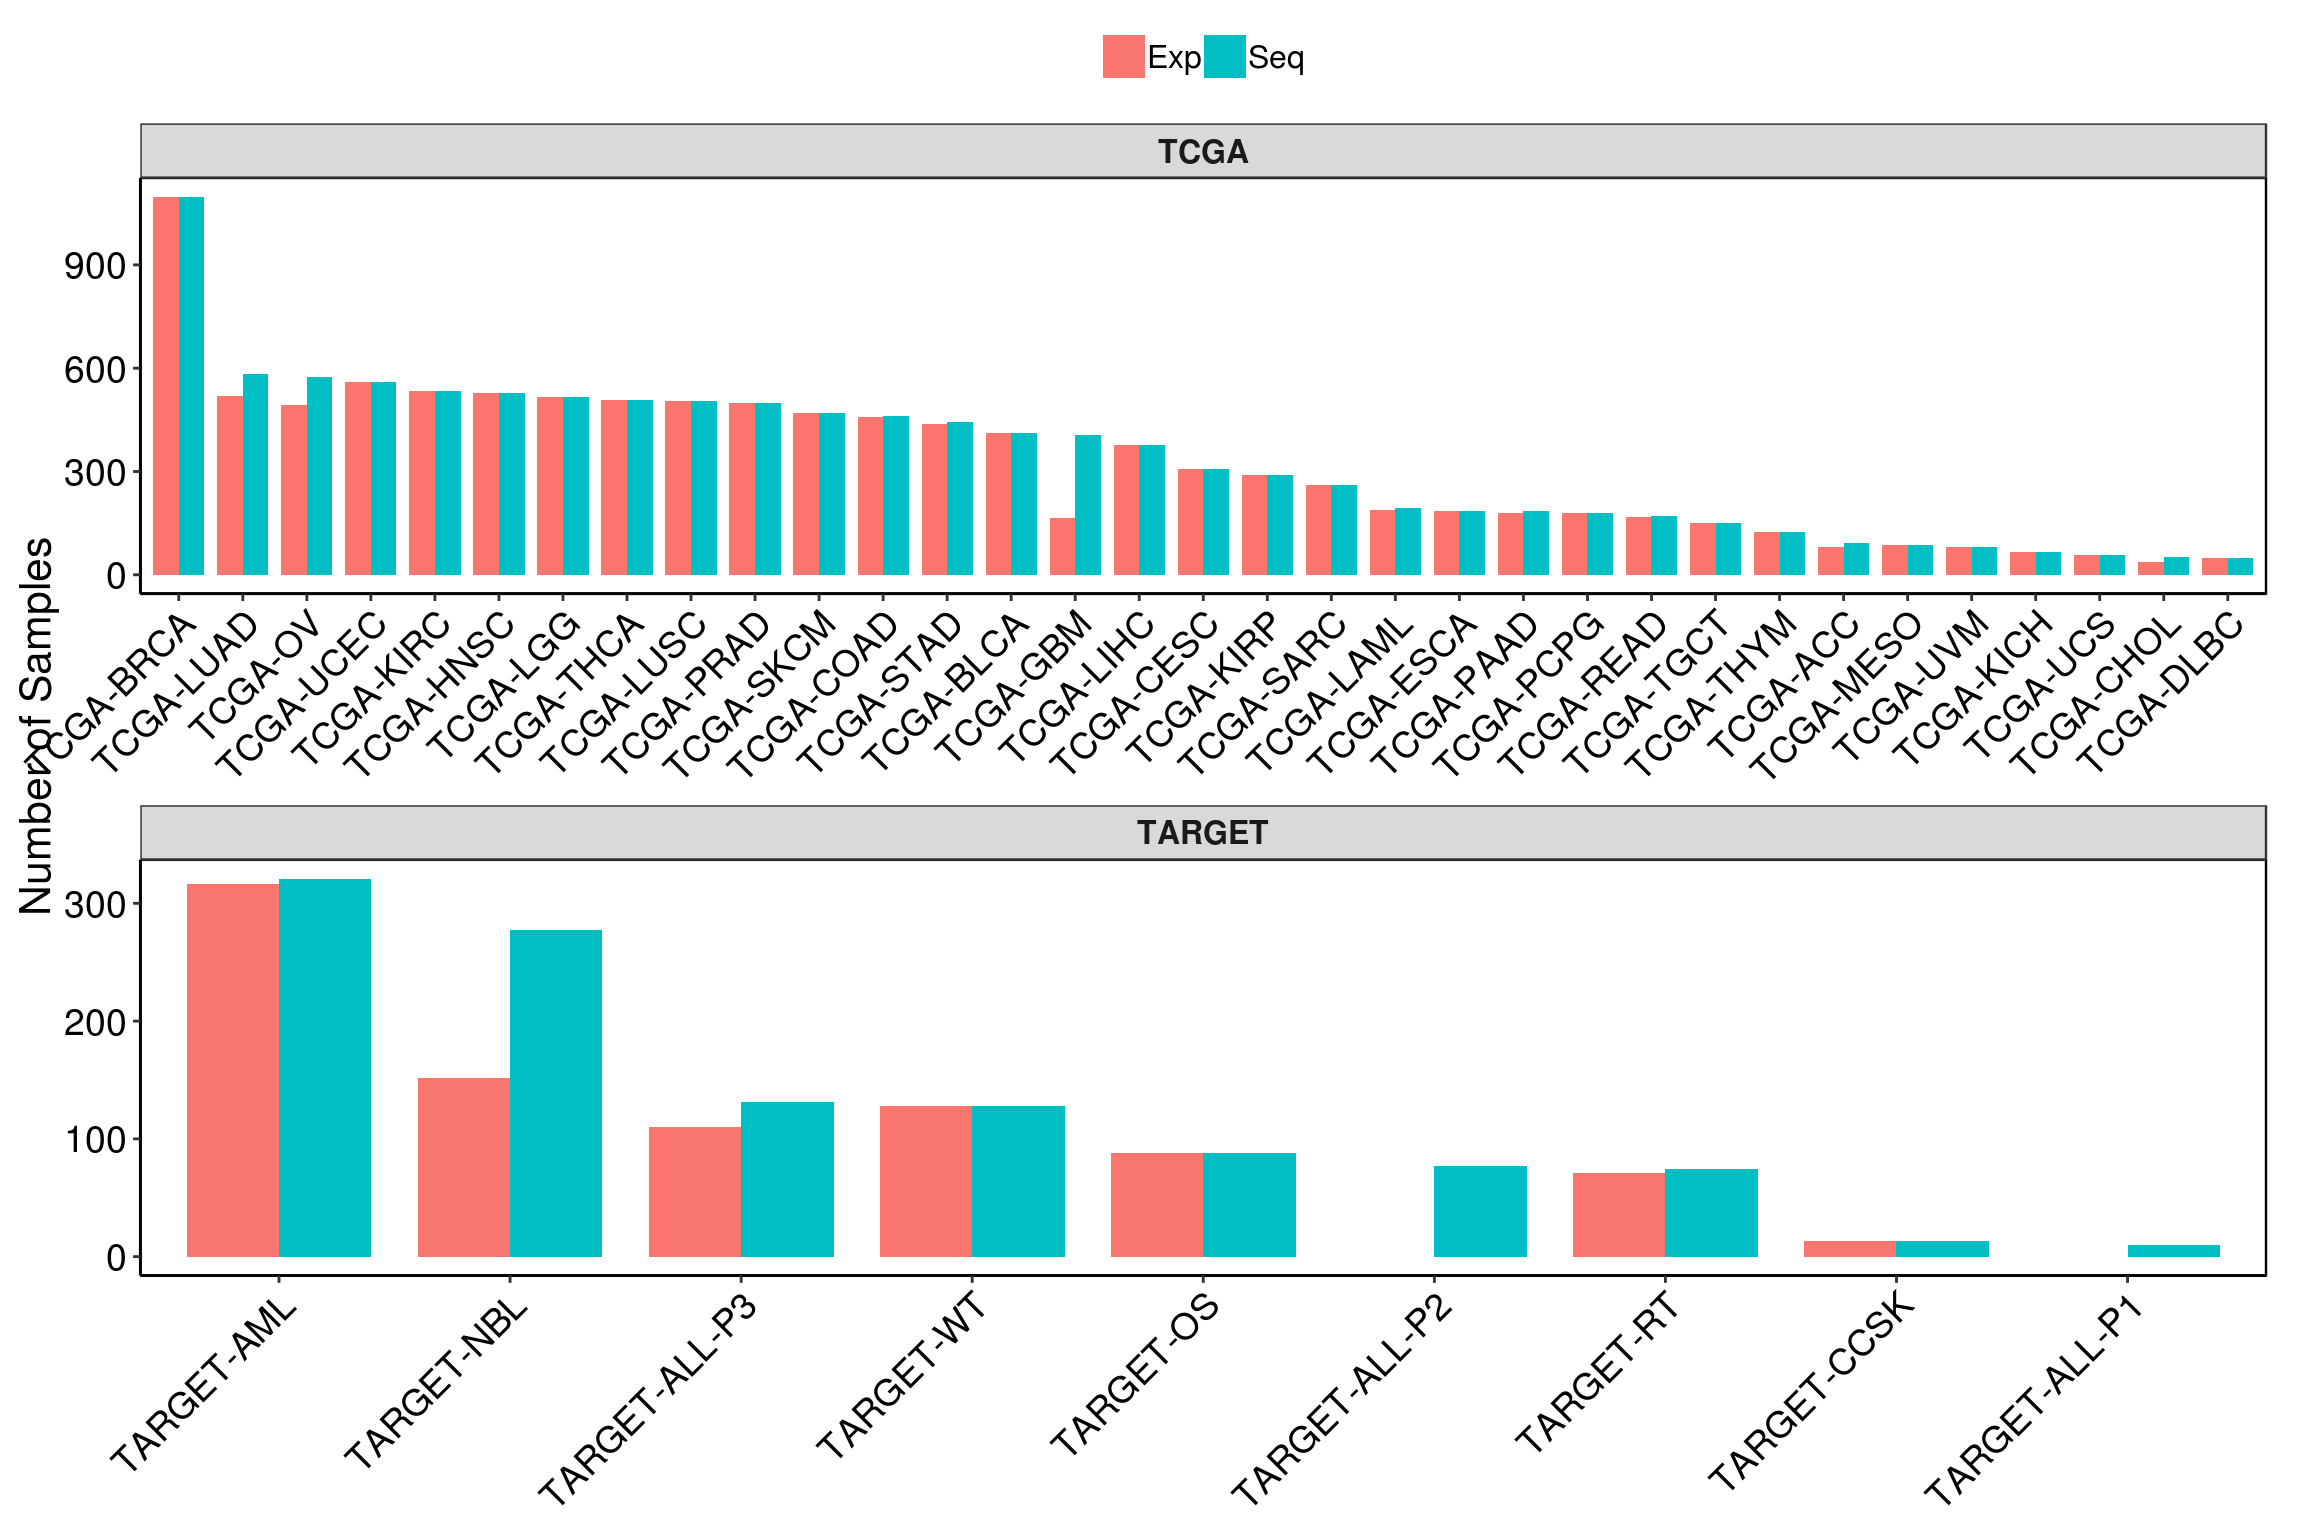 Exp Seq
TCGA
900
600
300
0
TCGA-BRCA
TCGA-LUAD
TCGA-OV
TCGA-UCEC
TCGA-KIRC
TCGA-HNSC
TCGA-LGG
TCGA-THCA
TCGA-LUSC
TCGA-PRAD
TCGA-SKCM
TCGA-COAD
TCGA-STAD
TCGA-BLCA
TCGA-GBM
TCGA-LIHC
TCGA-CESC
TCGA-KIRP
TCGA-SARC
TCGA-LAML
TCGA-ESCA
TCGA-PAAD
TCGA-PCPG
TCGA-READ
TCGA-TGCT
TCGA-THYM
TCGA-ACC
TCGA-MESO
TCGA-UVM
TCGA-KICH
TCGA-UCS
TCGA-CHOL
TCGA-DLBC
Number of Samples
TARGET
300
200
100
0
TARGET-AML
TARGET-NBL
TARGET-ALL-P3
TARGET-WT
TARGET-OS
TARGET-ALL-P2
TARGET-RT
TARGET-CCSK
TARGET-ALL-P1